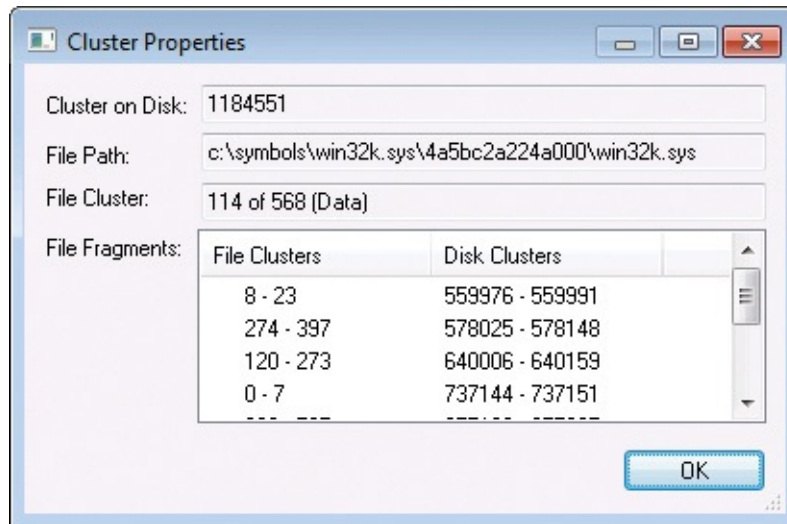 Cluster Properties
Cluster on Disk: 1184551
File Path: c:\symbols\win32k.sys\4a5bc2a224a000\win32k.sys
File Cluster: 114 of 568 (Data)
File Fragments: File Clusters Disk Clusters
8 - 23 559976 - 559991
274 - 397 578025 - 578148
120 - 273 640006 - 640159
0 - 7 737144 - 737151
OK